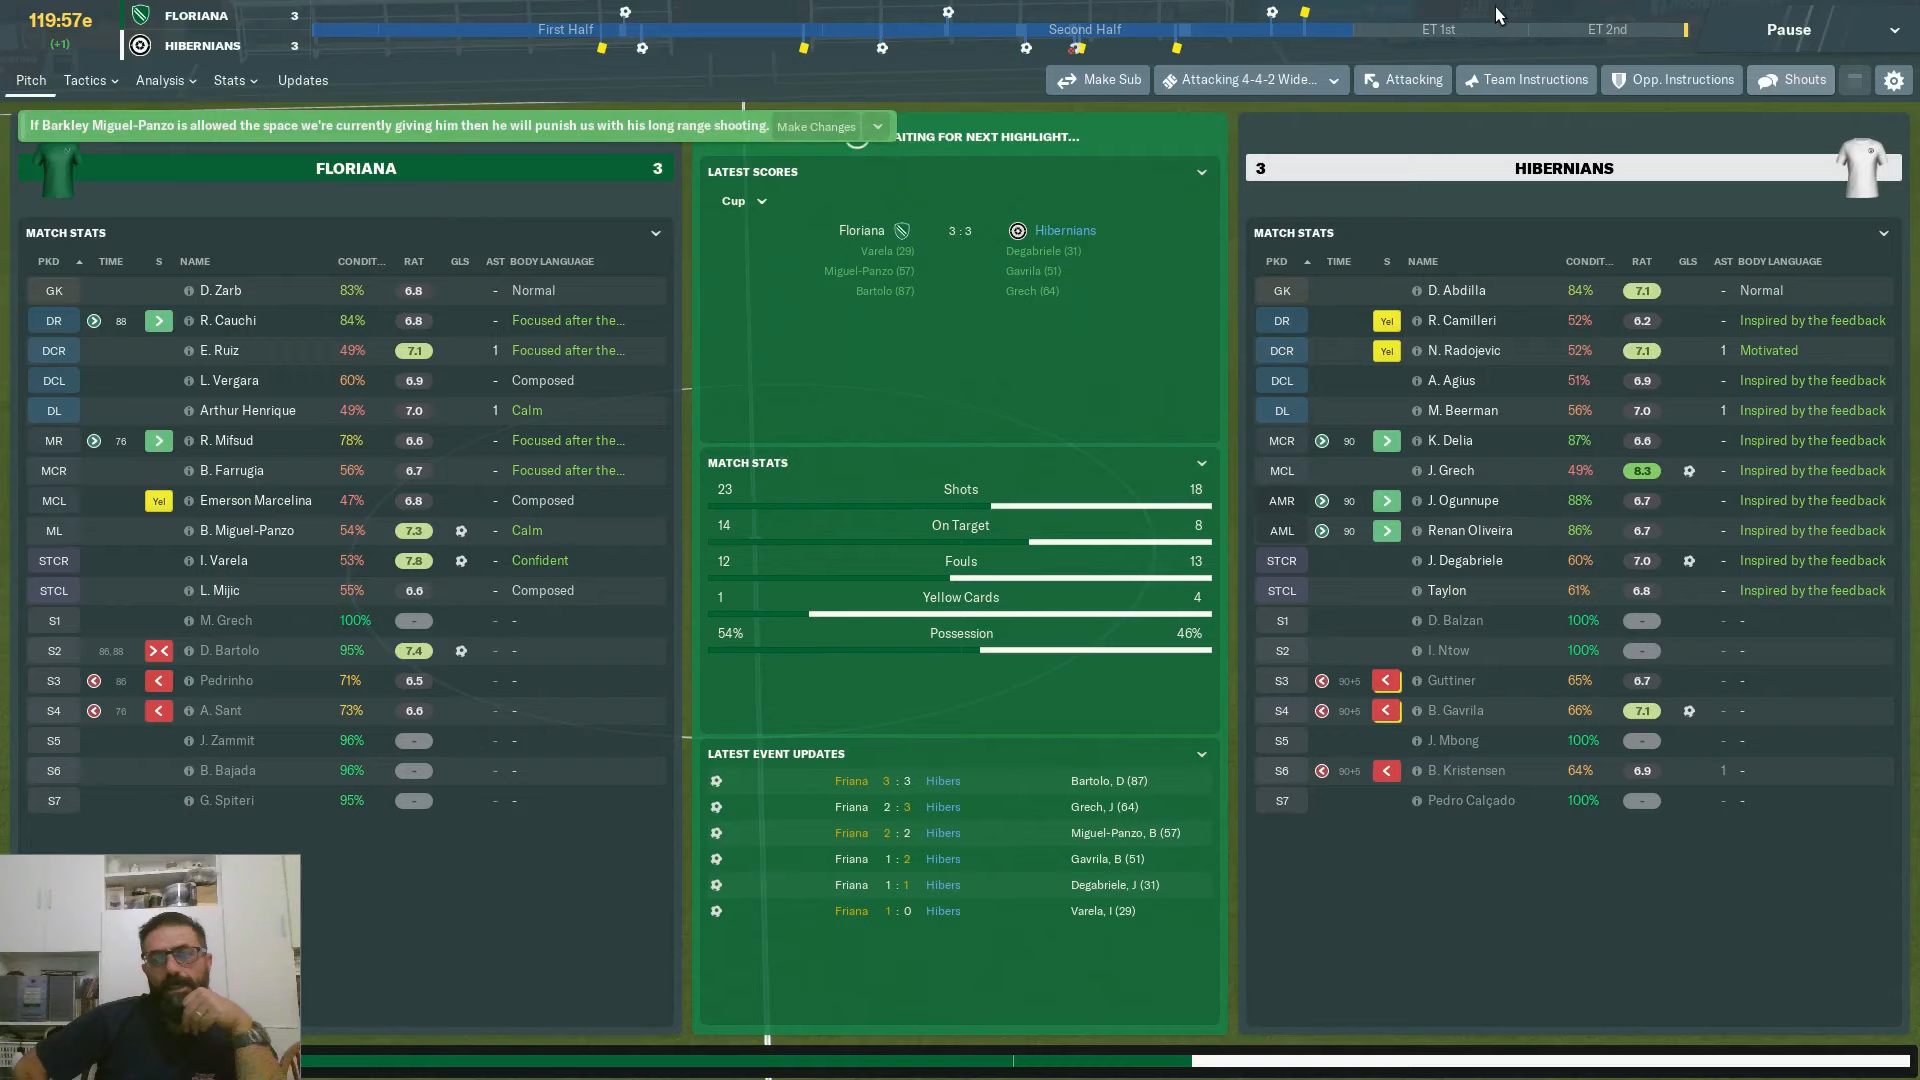 119:57e
(+1)
FLORIANA 3
HIBERNIANS 3
First Half Second Half ET 1st ET 2nd
Pause
Pitch Tactics Analysis Stats Updates
Make Sub Attacking 4-4-2 Wide... Attacking Team Instructions Opp. Instructions Shouts
If Barkley Miguel-Panzo is allowed the space we're currently giving him then he will punish us with his long range shooting. Make Changes
AITING FOR NEXT HIGHLIGHT...
FLORIANA 3
MATCH STATS
PKD TIME S NAME CONDIT... RAT GLS AST BODY LANGUAGE
GK D. Zarb 83% 6.8 - Normal
DR 88 R. Cauchi 84% 6.8 - Focused after the...
DCR E. Ruiz 49% 7.1 1 Focused after the...
DCL L. Vergara 60% 6.9 - Composed
DL Arthur Henrique 49% 7.0 1 Calm
MR 76 R. Mifsud 78% 6.6 - Focused after the...
MCR B. Farrugia 56% 6.7 - Focused after the...
MCL Yel Emerson Marcelina 47% 6.8 - Composed
ML B. Miguel-Panzo 54% 7.3 - Calm
STCR I. Varela 53% 7.8 - Confident
STCL L. Mijic 55% 6.6 - Composed
S1 M. Grech 100% - - -
S2 86,88 D. Bartolo 95% 7.4 - -
S3 86 Pedrinho 71% 6.5 - -
S4 76 A. Sant 73% 6.6 - -
S5 J. Zammit 96% - - -
S6 B. Bajada 96% - - -
S7 G. Spiteri 95% - - -
LATEST SCORES
Cup
Floriana 3 : 3 Hibernians
Varela (29) Degabriele (31)
Miguel-Panzo (57) Gavrila (51)
Bartolo (87) Grech (64)
MATCH STATS
23 Shots 18
14 On Target 8
12 Fouls 13
1 Yellow Cards 4
54% Possession 46%
LATEST EVENT UPDATES
Friana 3 : 3 Hibers Bartolo, D (87)
Friana 2 : 3 Hibers Grech, J (64)
Friana 2 : 2 Hibers Miguel-Panzo, B (57)
Friana 1 : 2 Hibers Gavrila, B (51)
Friana 1 : 1 Hibers Degabriele, J (31)
Friana 1 : 0 Hibers Varela, I (29)
3 HIBERNIANS
MATCH STATS
PKD TIME S NAME CONDIT... RAT GLS AST BODY LANGUAGE
GK D. Abdilla 84% 7.1 - Normal
DR Yel R. Camilleri 52% 6.2 - Inspired by the feedback
DCR Yel N. Radojevic 52% 7.1 1 Motivated
DCL A. Agius 51% 6.9 - Inspired by the feedback
DL M. Beerman 56% 7.0 1 Inspired by the feedback
MCR 90 K. Delia 87% 6.6 - Inspired by the feedback
MCL J. Grech 49% 8.3 - Inspired by the feedback
AMR 90 J. Ogunnupe 88% 6.7 - Inspired by the feedback
AML 90 Renan Oliveira 86% 6.7 - Inspired by the feedback
STCR J. Degabriele 60% 7.0 - Inspired by the feedback
STCL Taylon 61% 6.8 - Inspired by the feedback
S1 D. Balzan 100% - - -
S2 I. Ntow 100% - - -
S3 90+5 Guttiner 65% 6.7 - -
S4 90+5 B. Gavrila 66% 7.1 - -
S5 J. Mbong 100% - - -
S6 90+5 B. Kristensen 64% 6.9 1 -
S7 Pedro Calçado 100% - - -